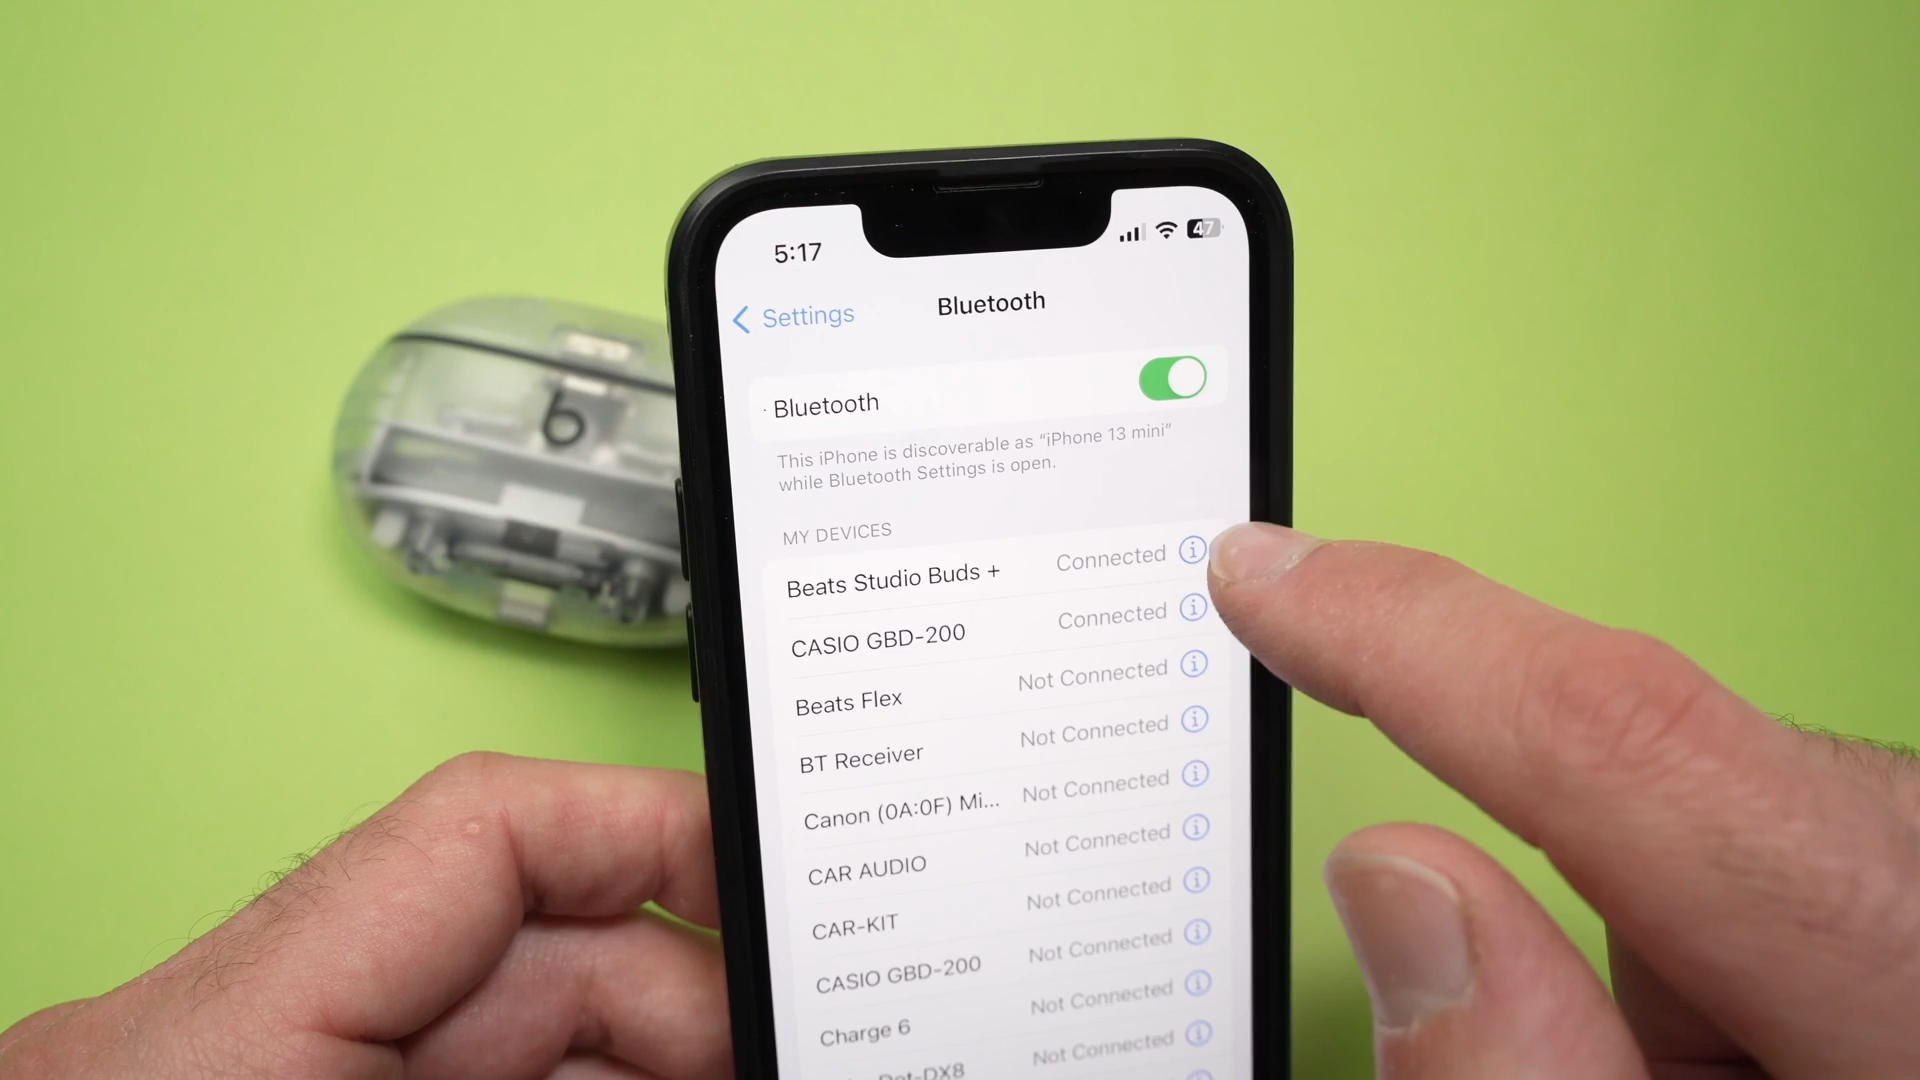 5:17
47
Settings
Bluetooth
Bluetooth
This iPhone is discoverable as “iPhone 13 mini”
while Bluetooth Settings is open.
MY DEVICES
Beats Studio Buds + Connected
CASIO GBD-200 Connected
Beats Flex Not Connected
BT Receiver Not Connected
Canon (0A:0F) Mi... Not Connected
CAR AUDIO Not Connected
CAR-KIT Not Connected
CASIO GBD-200 Not Connected
Charge 6 Not Connected
Dot-DX8 Not Connected
b